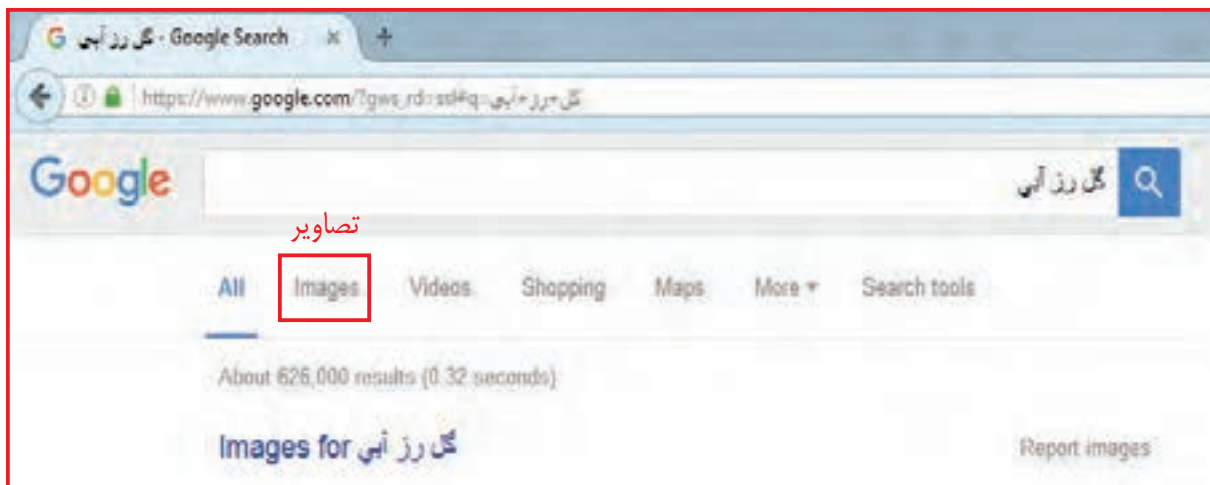 گل رز آبی - Google Search
https://www.google.com/?gws_rd=ssl#q=گل+رز+آبی
Google گل رز آبی
تصاویر
All Images Videos Shopping Maps More Search tools
About 626,000 results (0.32 seconds)
Images for گل رز آبی
Report images